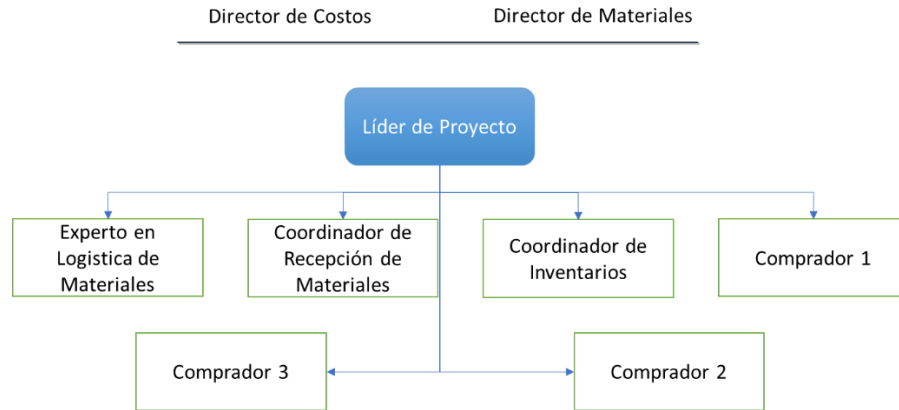 Director de Costos
Director de Materiales
Líder de Proyecto
Experto en
Logistica de
Materiales
Coordinador de
Recepción de
Materiales
Coordinador de
Inventarios
Comprador 1
Comprador 3
Comprador 2